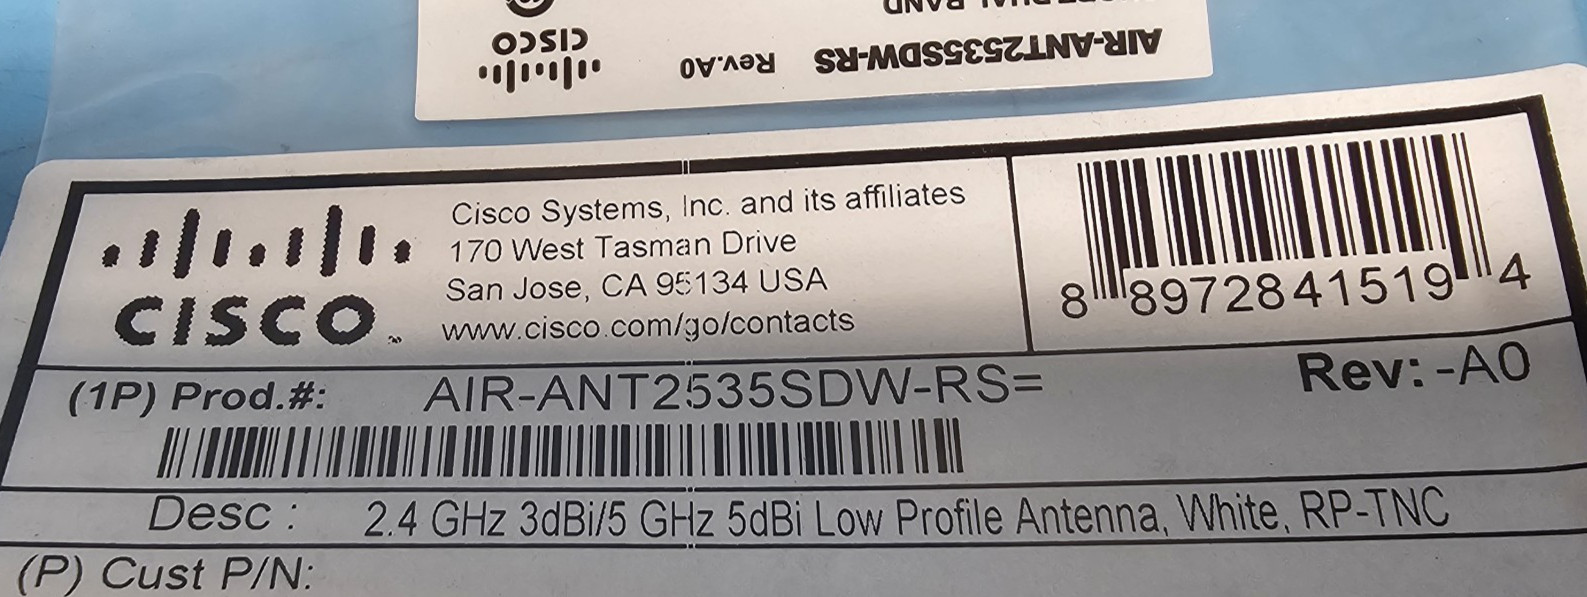 AIR-ANT2535SDW-RS Rev.A0
CISCO
CISCO
Cisco Systems, Inc. and its affiliates
170 West Tasman Drive
San Jose, CA 95134 USA
www.cisco.com/go/contacts
8 8972841519 4
(1P) Prod.#: AIR-ANT2535SDW-RS= Rev: -A0
Desc : 2.4 GHz 3dBi/5 GHz 5dBi Low Profile Antenna, White, RP-TNC
(P) Cust P/N: